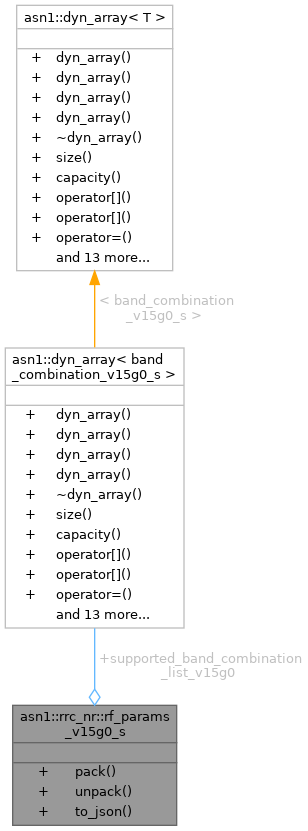 asn1::dyn_array< T >
+ dyn_array()
+ dyn_array()
+ dyn_array()
+ dyn_array()
+ ~dyn_array()
+ size()
+ capacity()
+ operator[]()
+ operator[]()
+ operator=()
and 13 more...
< band_combination
_v15g0_s >
asn1::dyn_array< band
_combination_v15g0_s >
+ dyn_array()
+ dyn_array()
+ dyn_array()
+ dyn_array()
+ ~dyn_array()
+ size()
+ capacity()
+ operator[]()
+ operator[]()
+ operator=()
and 13 more...
+supported_band_combination
_list_v15g0
asn1::rrc_nr::rf_params
_v15g0_s
+ pack()
+ unpack()
+ to_json()